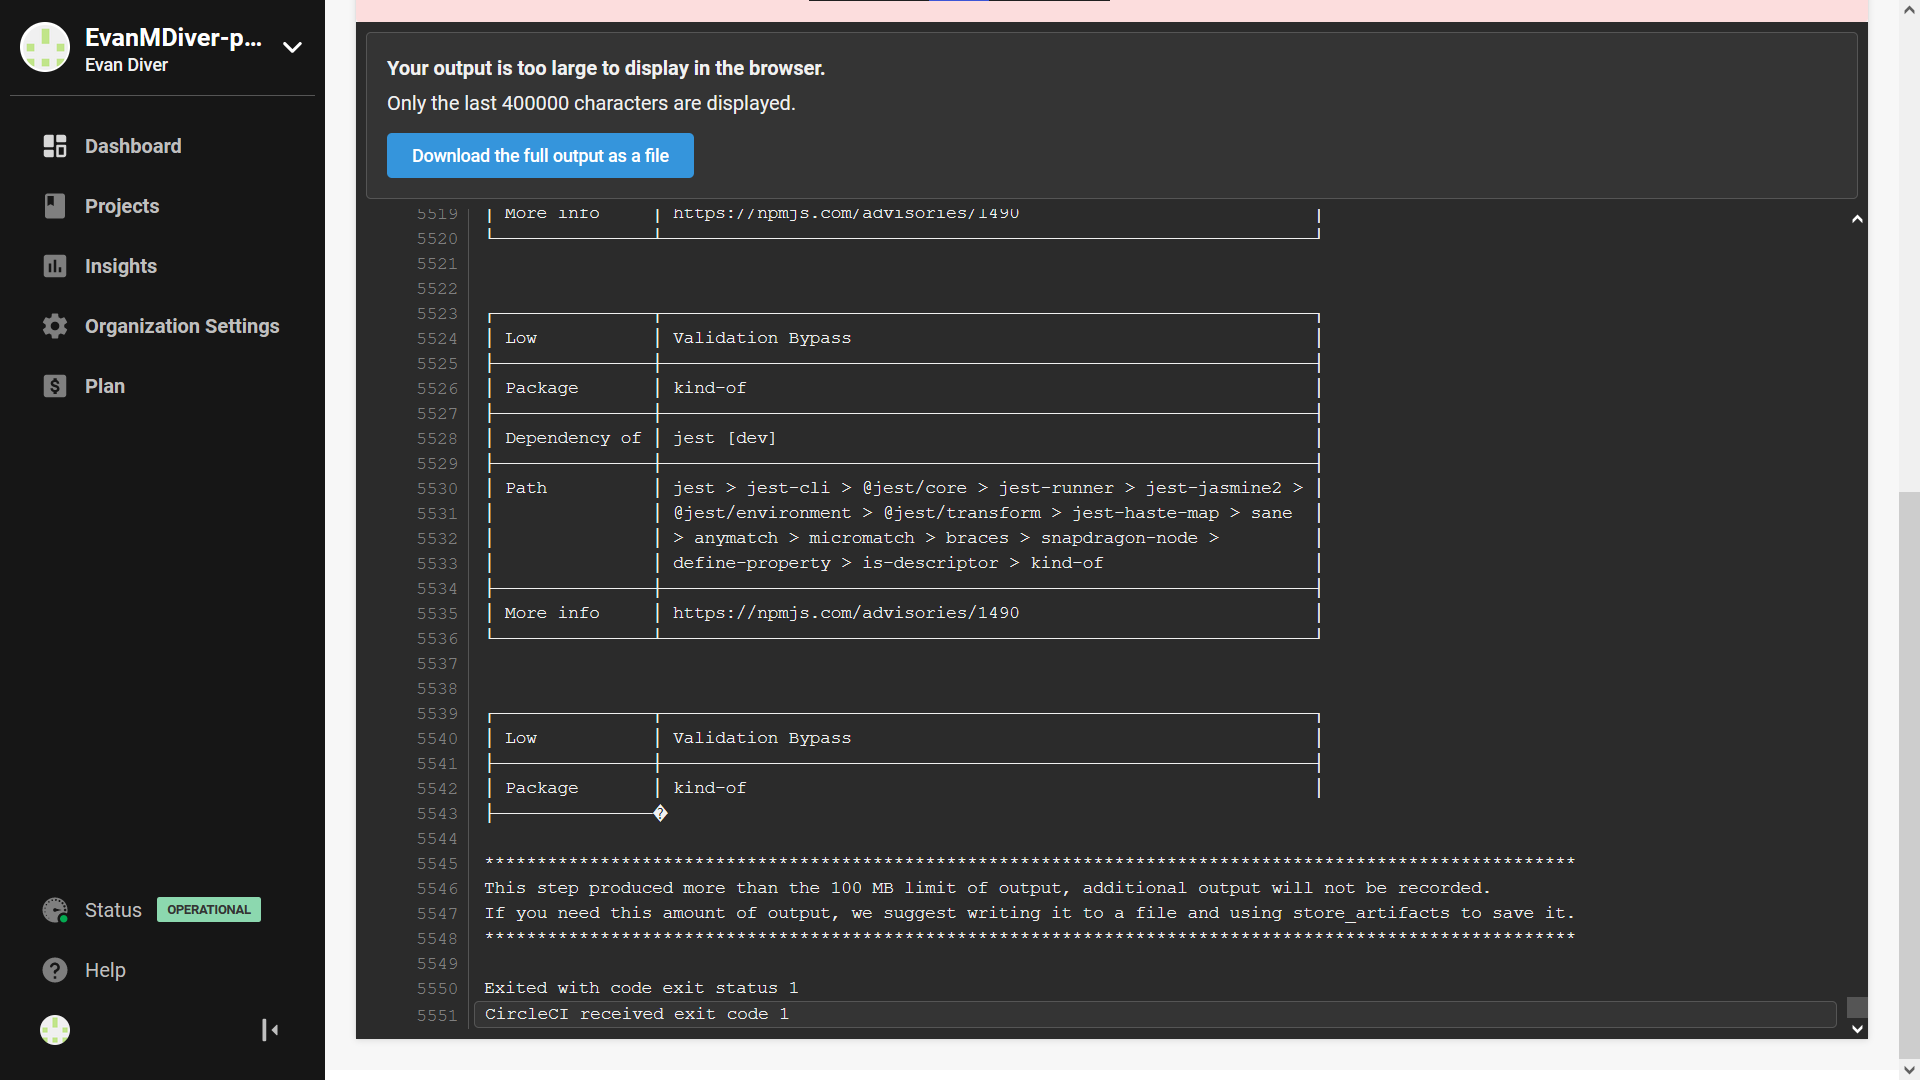 EvanMDiver-p...
Evan Diver
Dashboard
Projects
Insights
Organization Settings
Plan
Status OPERATIONAL
Help
Your output is too large to display in the browser.
Only the last 400000 characters are displayed.
Download the full output as a file
5519 More info https://npmjs.com/advisories/1490
5520
5521
5522
5523
5524 Low Validation Bypass
5525
5526 Package kind-of
5527
5528 Dependency of jest [dev]
5529
5530 Path jest > jest-cli > @jest/core > jest-runner > jest-jasmine2 >
5531 @jest/environment > @jest/transform > jest-haste-map > sane
5532 > anymatch > micromatch > braces > snapdragon-node >
5533 define-property > is-descriptor > kind-of
5534
5535 More info https://npmjs.com/advisories/1490
5536
5537
5538
5539
5540 Low Validation Bypass
5541
5542 Package kind-of
5543 �
5544
5545 ********************************************************************************************************
5546 This step produced more than the 100 MB limit of output, additional output will not be recorded.
5547 If you need this amount of output, we suggest writing it to a file and using store_artifacts to save it.
5548 ********************************************************************************************************
5549
5550 Exited with code exit status 1
5551 CircleCI received exit code 1